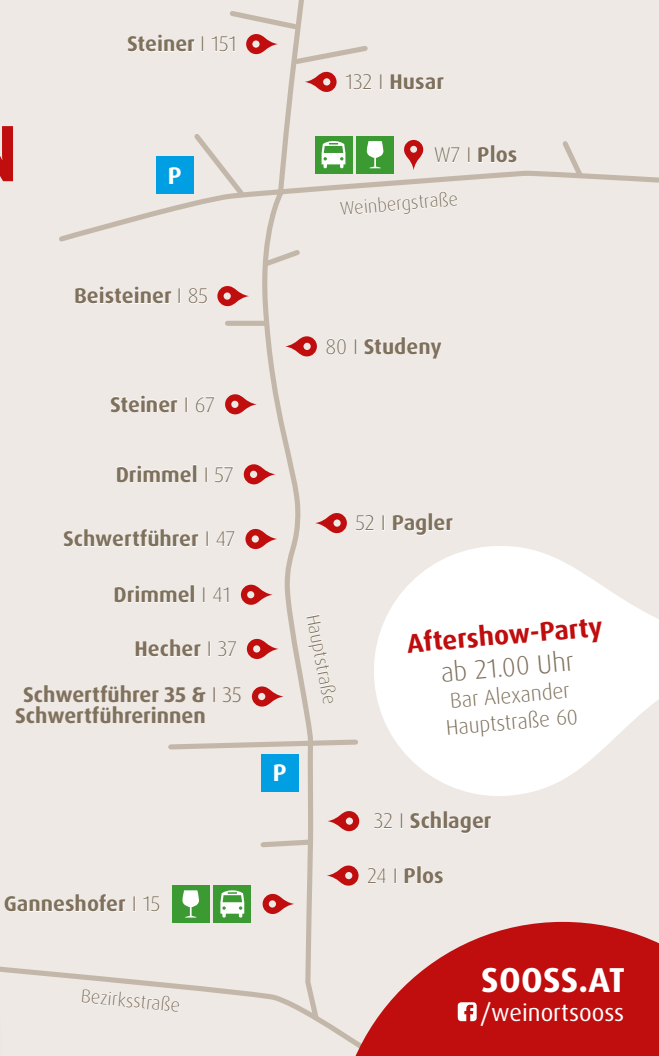 Steiner | 151
132 | Husar
N
P
W7 | Plos
Weinbergstraße
Beisteiner | 85
80 | Studeny
Steiner | 67
Drimmel | 57
52 | Pagler
Schwertführer | 47
Drimmel | 41
Hauptstraße
Hecher | 37
Schwertführer 35 & | 35
Schwertführerinnen
Aftershow-Party
ab 21.00 Uhr
Bar Alexander
Hauptstraße 60
P
32 | Schlager
24 | Plos
Ganneshofer | 15
Bezirksstraße
SOOSS.AT
/weinortsooss